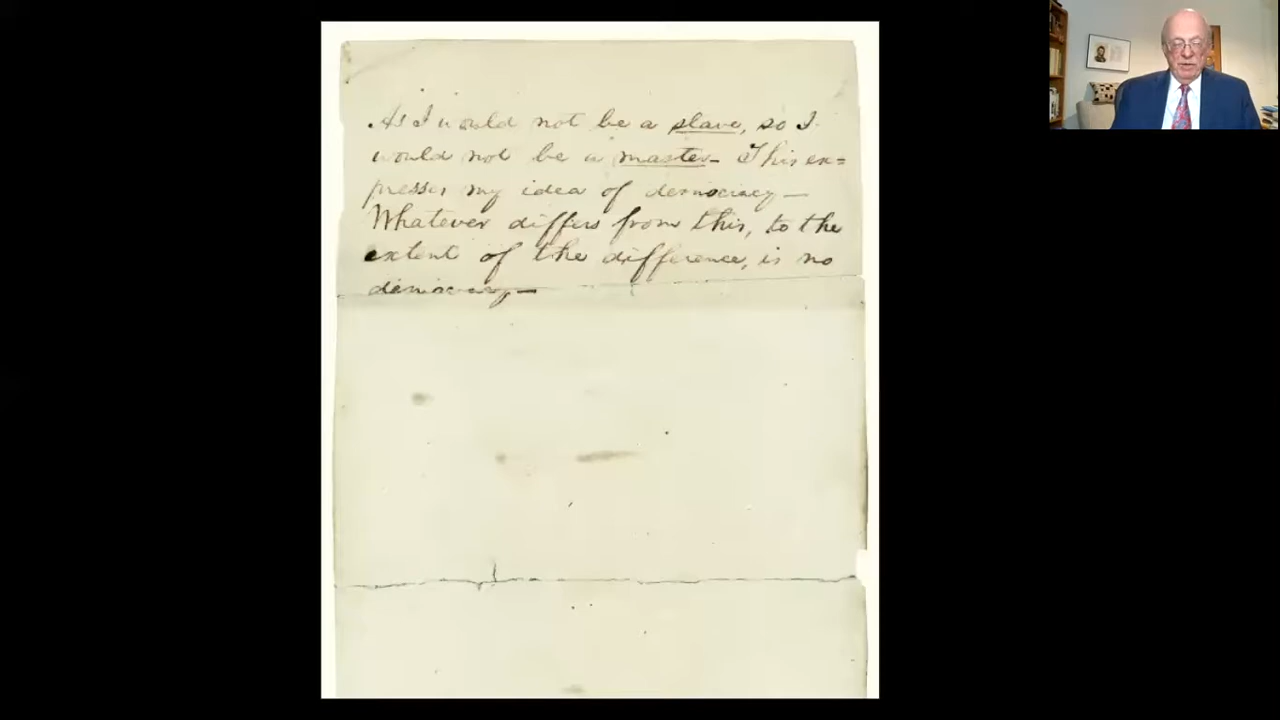 As I would not be a slave, so I
would not be a master- This ex=
presses my idea of democracy—
Whatever differs from this, to the
extent of the difference, is no
democracy—